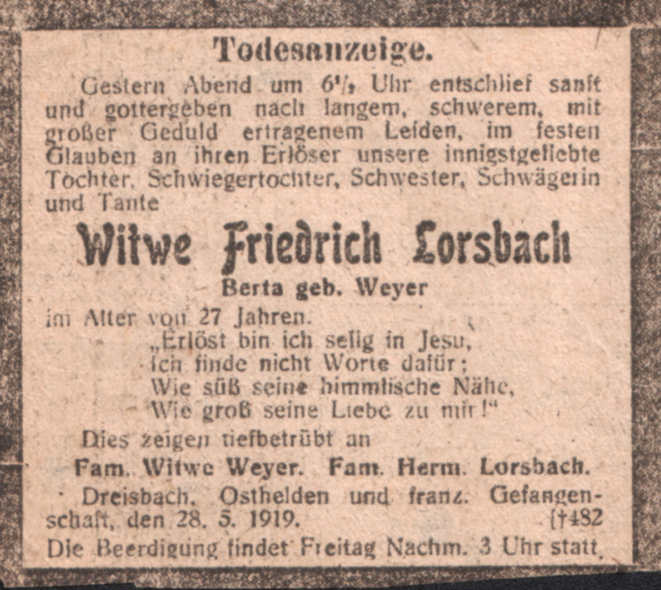 Todesanzeige.
Gestern Abend um 6½ Uhr entschlief sanft
und gottergeben nach langem, schwerem, mit
großer Geduld ertragenem Leiden, im festen
Glauben an ihren Erlöser unsere innigstgeliebte
Tochter, Schwiegertochter, Schwester, Schwägerin
und Tante
Witwe Friedrich Lorsbach
Berta geb. Weyer
im Alter von 27 Jahren.
„Erlöst bin ich selig in Jesu,
Ich finde nicht Worte dafür;
Wie süß seine himmlische Nähe,
Wie groß seine Liebe zu mir!“
Dies zeigen tiefbetrübt an
Fam. Witwe Weyer. Fam. Herm. Lorsbach.
Dreisbach, Osthelden und franz. Gefangen-
schaft, den 28. 5. 1919. [†482
Die Beerdigung findet Freitag Nachm. 3 Uhr statt.